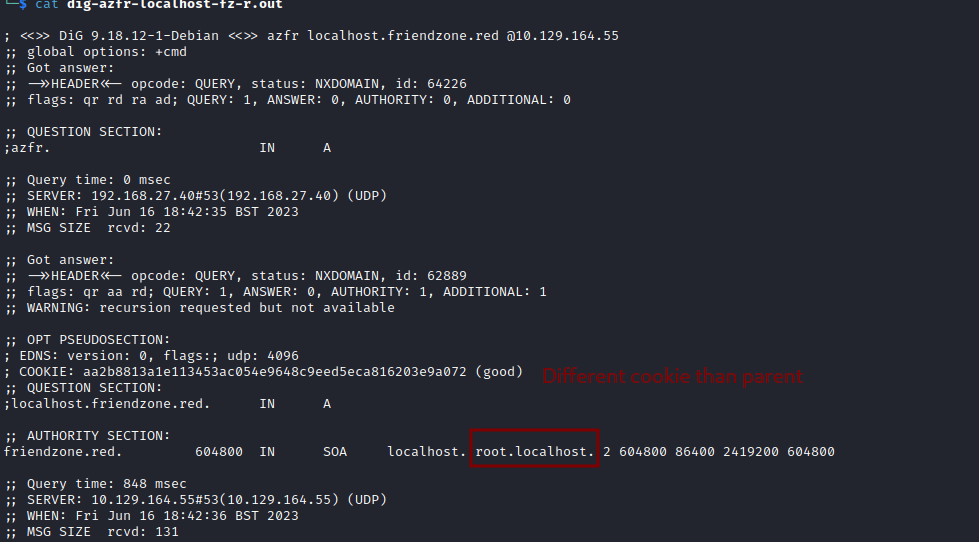 └─$ cat dig-azfr-localhost-fz-r.out
; <<>> DiG 9.18.12-1-Debian <<>> azfr localhost.friendzone.red @10.129.164.55
;; global options: +cmd
;; Got answer:
;; ->>HEADER<<- opcode: QUERY, status: NXDOMAIN, id: 64226
;; flags: qr rd ra ad; QUERY: 1, ANSWER: 0, AUTHORITY: 0, ADDITIONAL: 0
;; QUESTION SECTION:
;azfr. IN A
;; Query time: 0 msec
;; SERVER: 192.168.27.40#53(192.168.27.40) (UDP)
;; WHEN: Fri Jun 16 18:42:35 BST 2023
;; MSG SIZE rcvd: 22
;; Got answer:
;; ->>HEADER<<- opcode: QUERY, status: NXDOMAIN, id: 62889
;; flags: qr aa rd; QUERY: 1, ANSWER: 0, AUTHORITY: 1, ADDITIONAL: 1
;; WARNING: recursion requested but not available
;; OPT PSEUDOSECTION:
; EDNS: version: 0, flags:; udp: 4096
; COOKIE: aa2b8813a1e113453ac054e9648c9eed5eca816203e9a072 (good) Different cookie than parent
;; QUESTION SECTION:
;localhost.friendzone.red. IN A
;; AUTHORITY SECTION:
friendzone.red. 604800 IN SOA localhost. root.localhost. 2 604800 86400 2419200 604800
;; Query time: 848 msec
;; SERVER: 10.129.164.55#53(10.129.164.55) (UDP)
;; WHEN: Fri Jun 16 18:42:36 BST 2023
;; MSG SIZE rcvd: 131